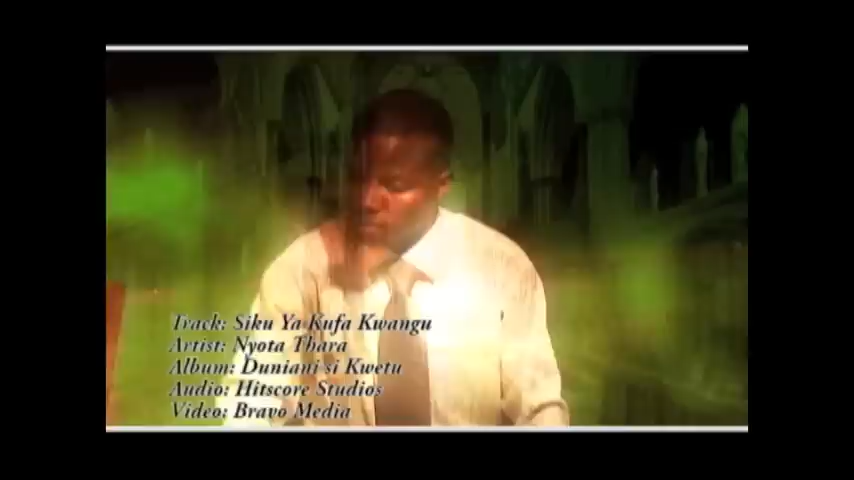 Track: Siku Ya Kufa Kwangu
Artist: Nyota Thara
Album: Duniani si Kwetu
Audio: Hitscore Studios
Video: Bravo Media